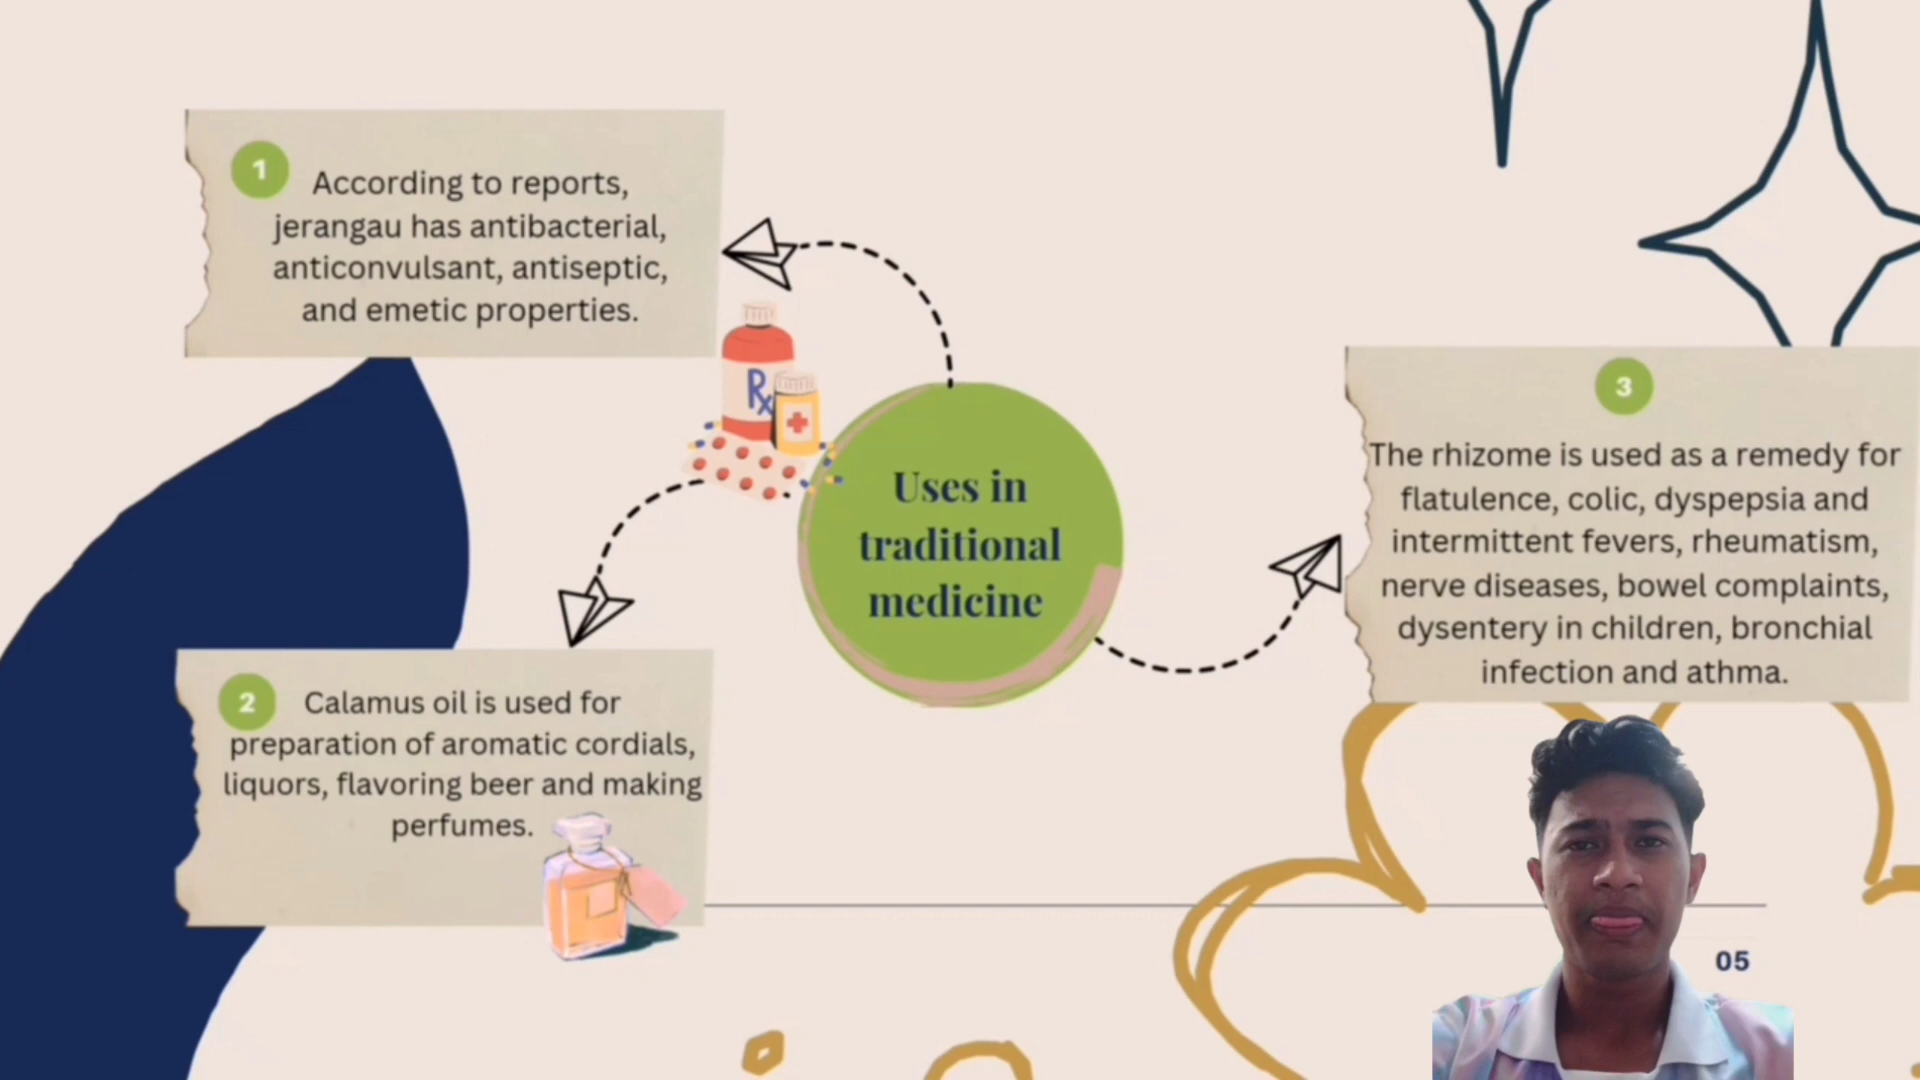 1
According to reports,
jerangau has antibacterial,
anticonvulsant, antiseptic,
and emetic properties.
Rx
Uses in
traditional
medicine
2
Calamus oil is used for
preparation of aromatic cordials,
liquors, flavoring beer and making
perfumes.
3
The rhizome is used as a remedy for
flatulence, colic, dyspepsia and
intermittent fevers, rheumatism,
nerve diseases, bowel complaints,
dysentery in children, bronchial
infection and athma.
05